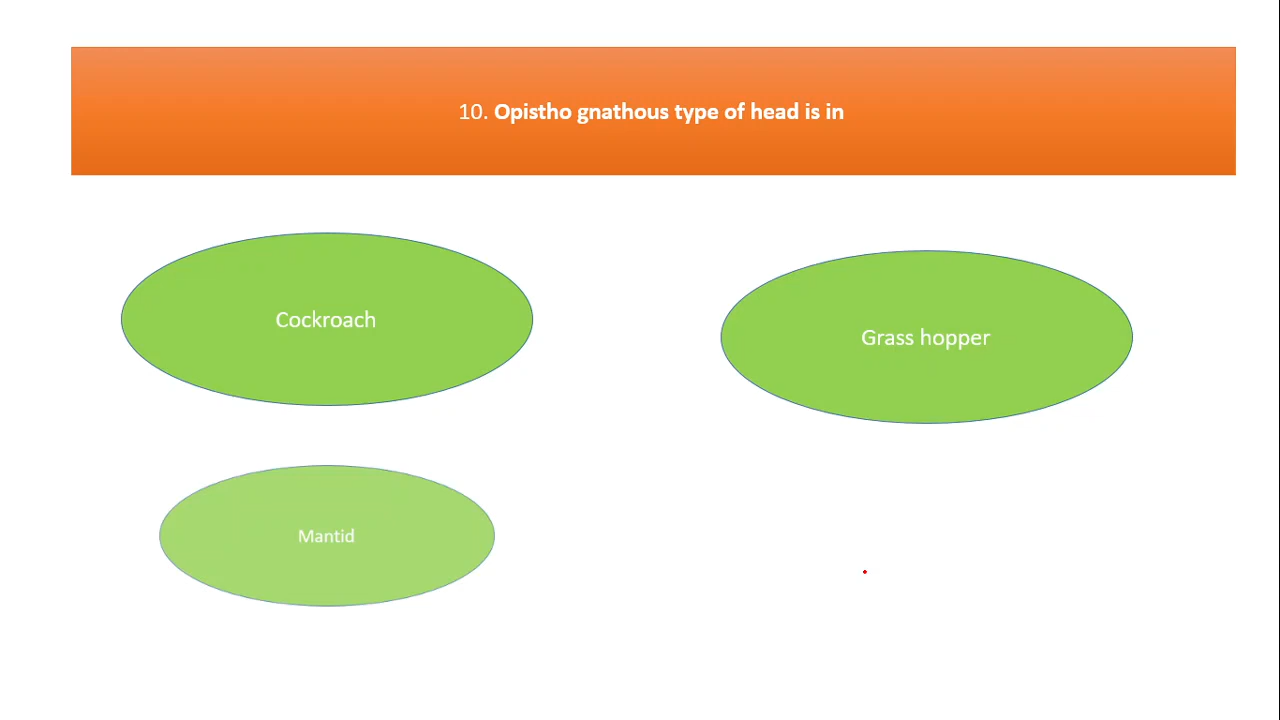 10. Opistho gnathous type of head is in
Cockroach
Grass hopper
Mantid